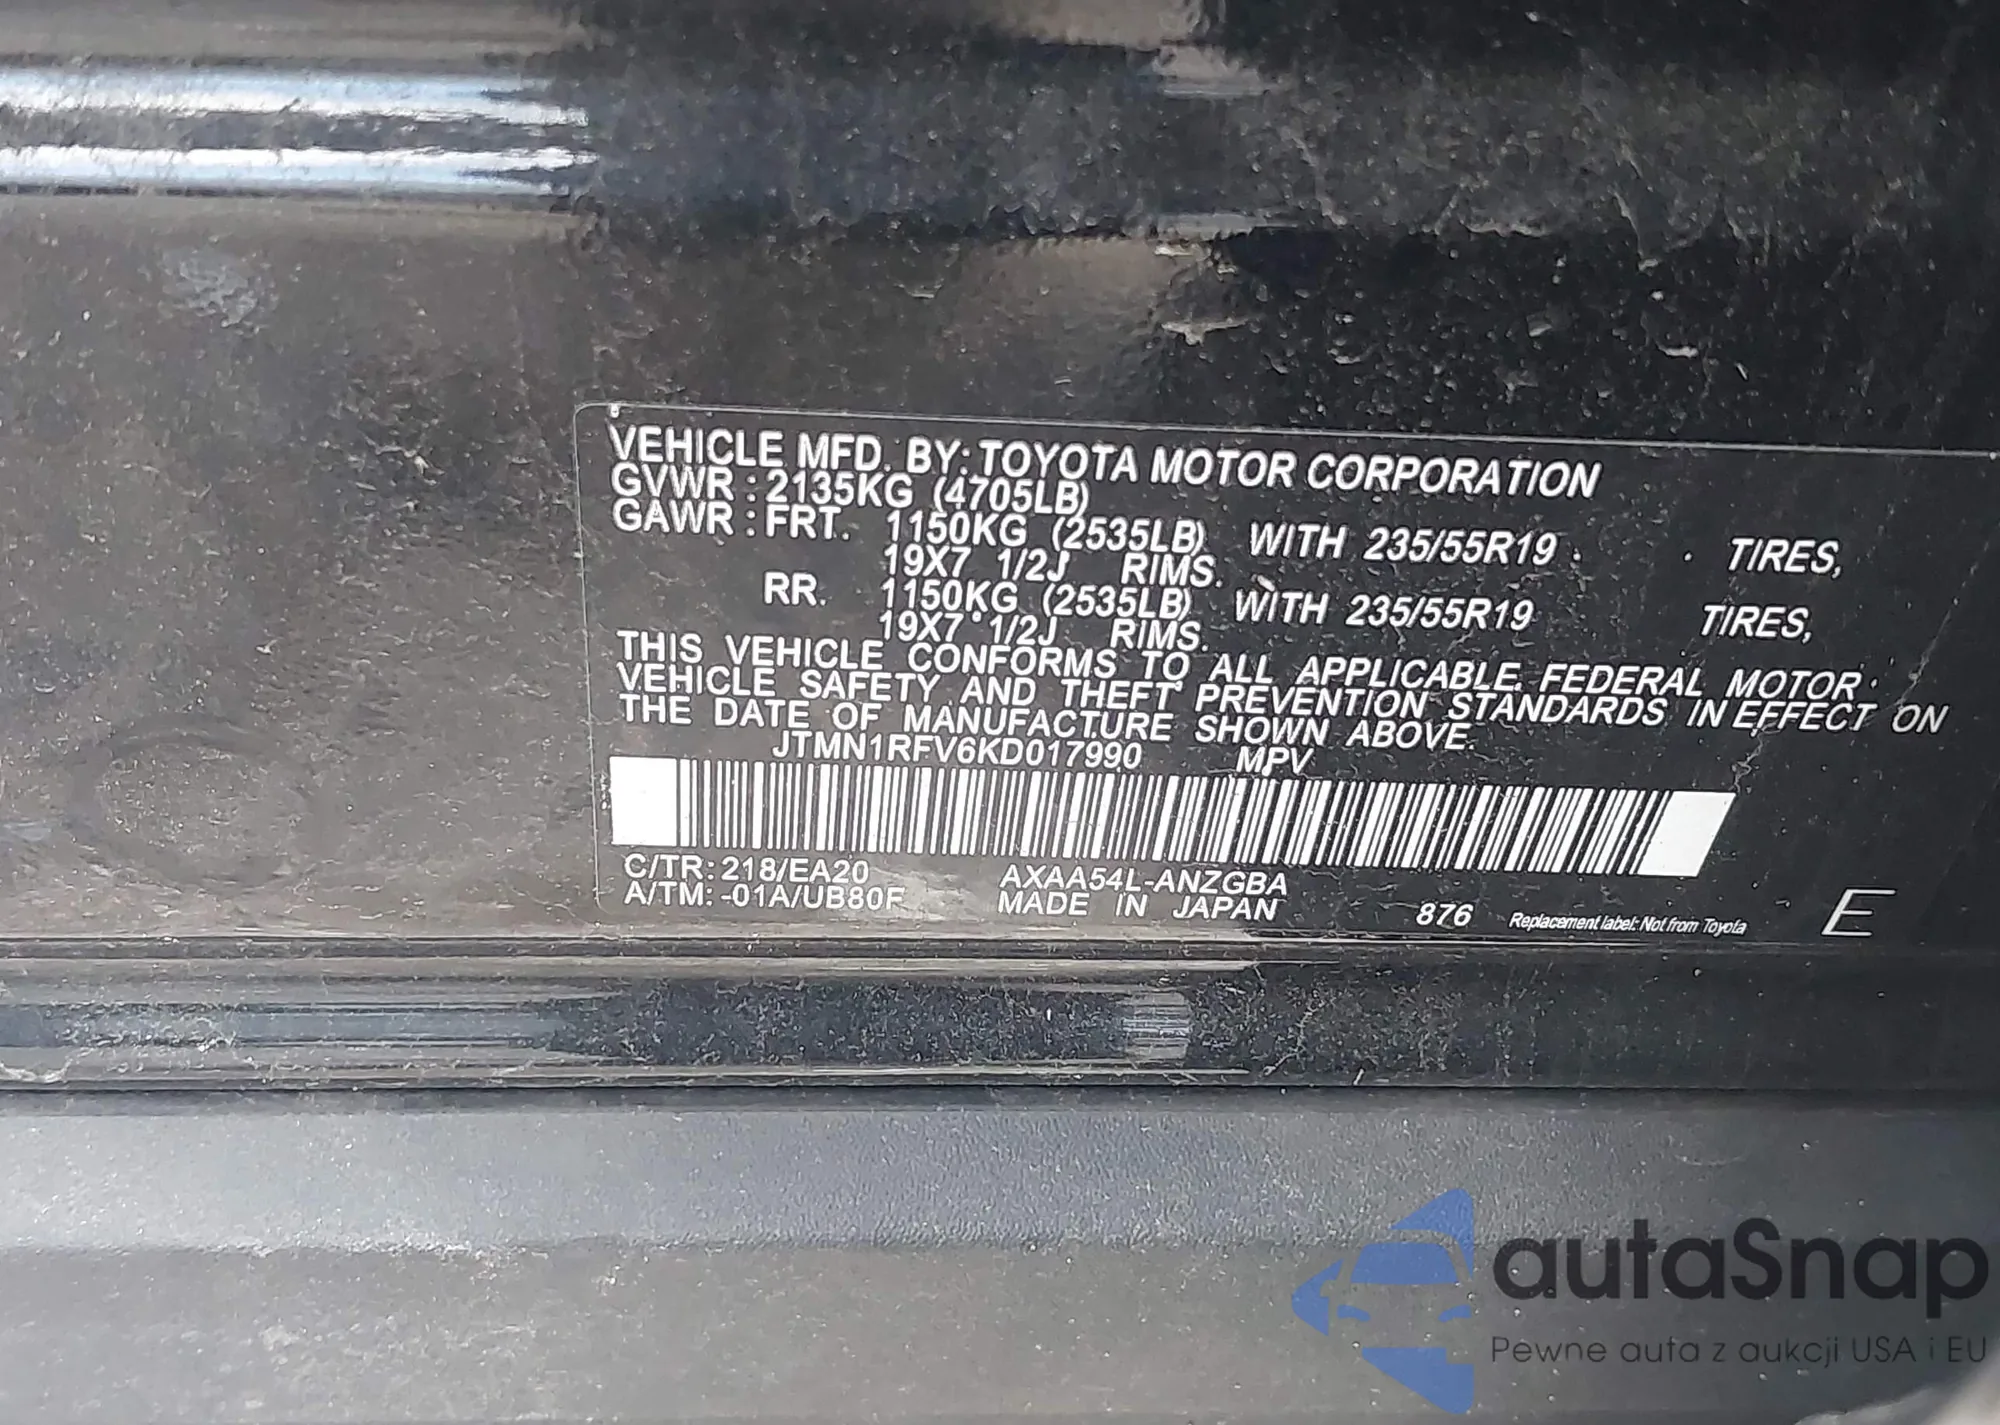 VEHICLE MFD. BY: TOYOTA MOTOR CORPORATION
GVWR : 2135KG (4705LB)
GAWR : FRT. 1150KG (2535LB) WITH 235/55R19 TIRES,
19X7 1/2J RIMS.
RR. 1150KG (2535LB) WITH 235/55R19 TIRES,
19X7 1/2J RIMS.
THIS VEHICLE CONFORMS TO ALL APPLICABLE FEDERAL MOTOR
VEHICLE SAFETY AND THEFT PREVENTION STANDARDS IN EFFECT ON
THE DATE OF MANUFACTURE SHOWN ABOVE.
JTMN1RFV6KD017990 MPV
C/TR: 218/EA20 AXAA54L-ANZGBA
A/TM: -01A/UB80F MADE IN JAPAN 876 Replacement label: Not from Toyota E
autaSnap
Pewne auta z aukcji USA i EU